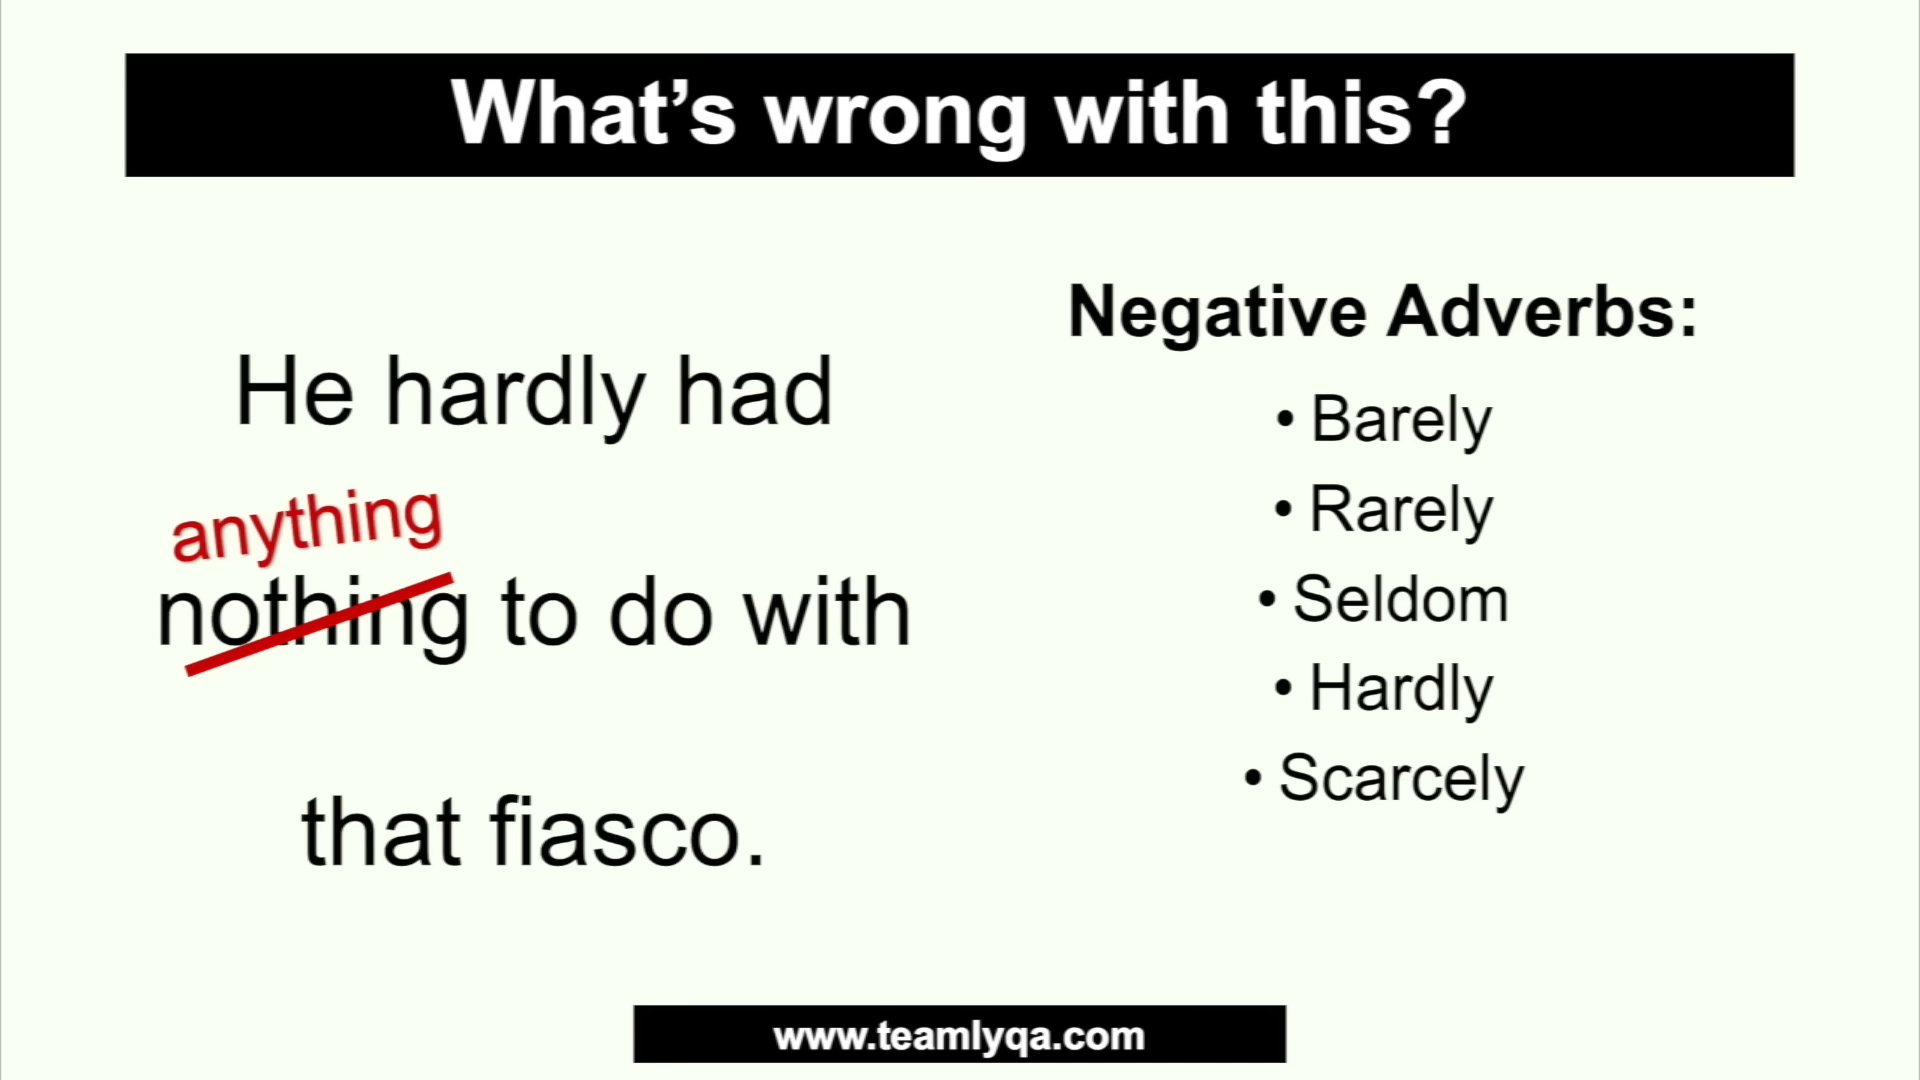 What’s wrong with this?
He hardly had
anything
nothing to do with
that fiasco.
Negative Adverbs:
• Barely
• Rarely
• Seldom
• Hardly
• Scarcely
www.teamlyqa.com